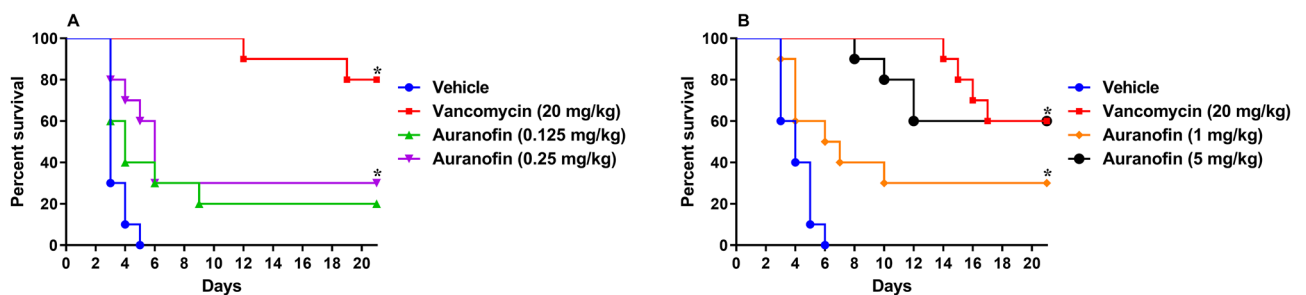 A
Percent survival
100
80
60
40
20
0
0 2 4 6 8 10 12 14 16 18 20
Days
*
*
Vehicle
Vancomycin (20 mg/kg)
Auranofin (0.125 mg/kg)
Auranofin (0.25 mg/kg)
B
Percent survival
100
80
60
40
20
0
0 2 4 6 8 10 12 14 16 18 20
Days
*
*
Vehicle
Vancomycin (20 mg/kg)
Auranofin (1 mg/kg)
Auranofin (5 mg/kg)